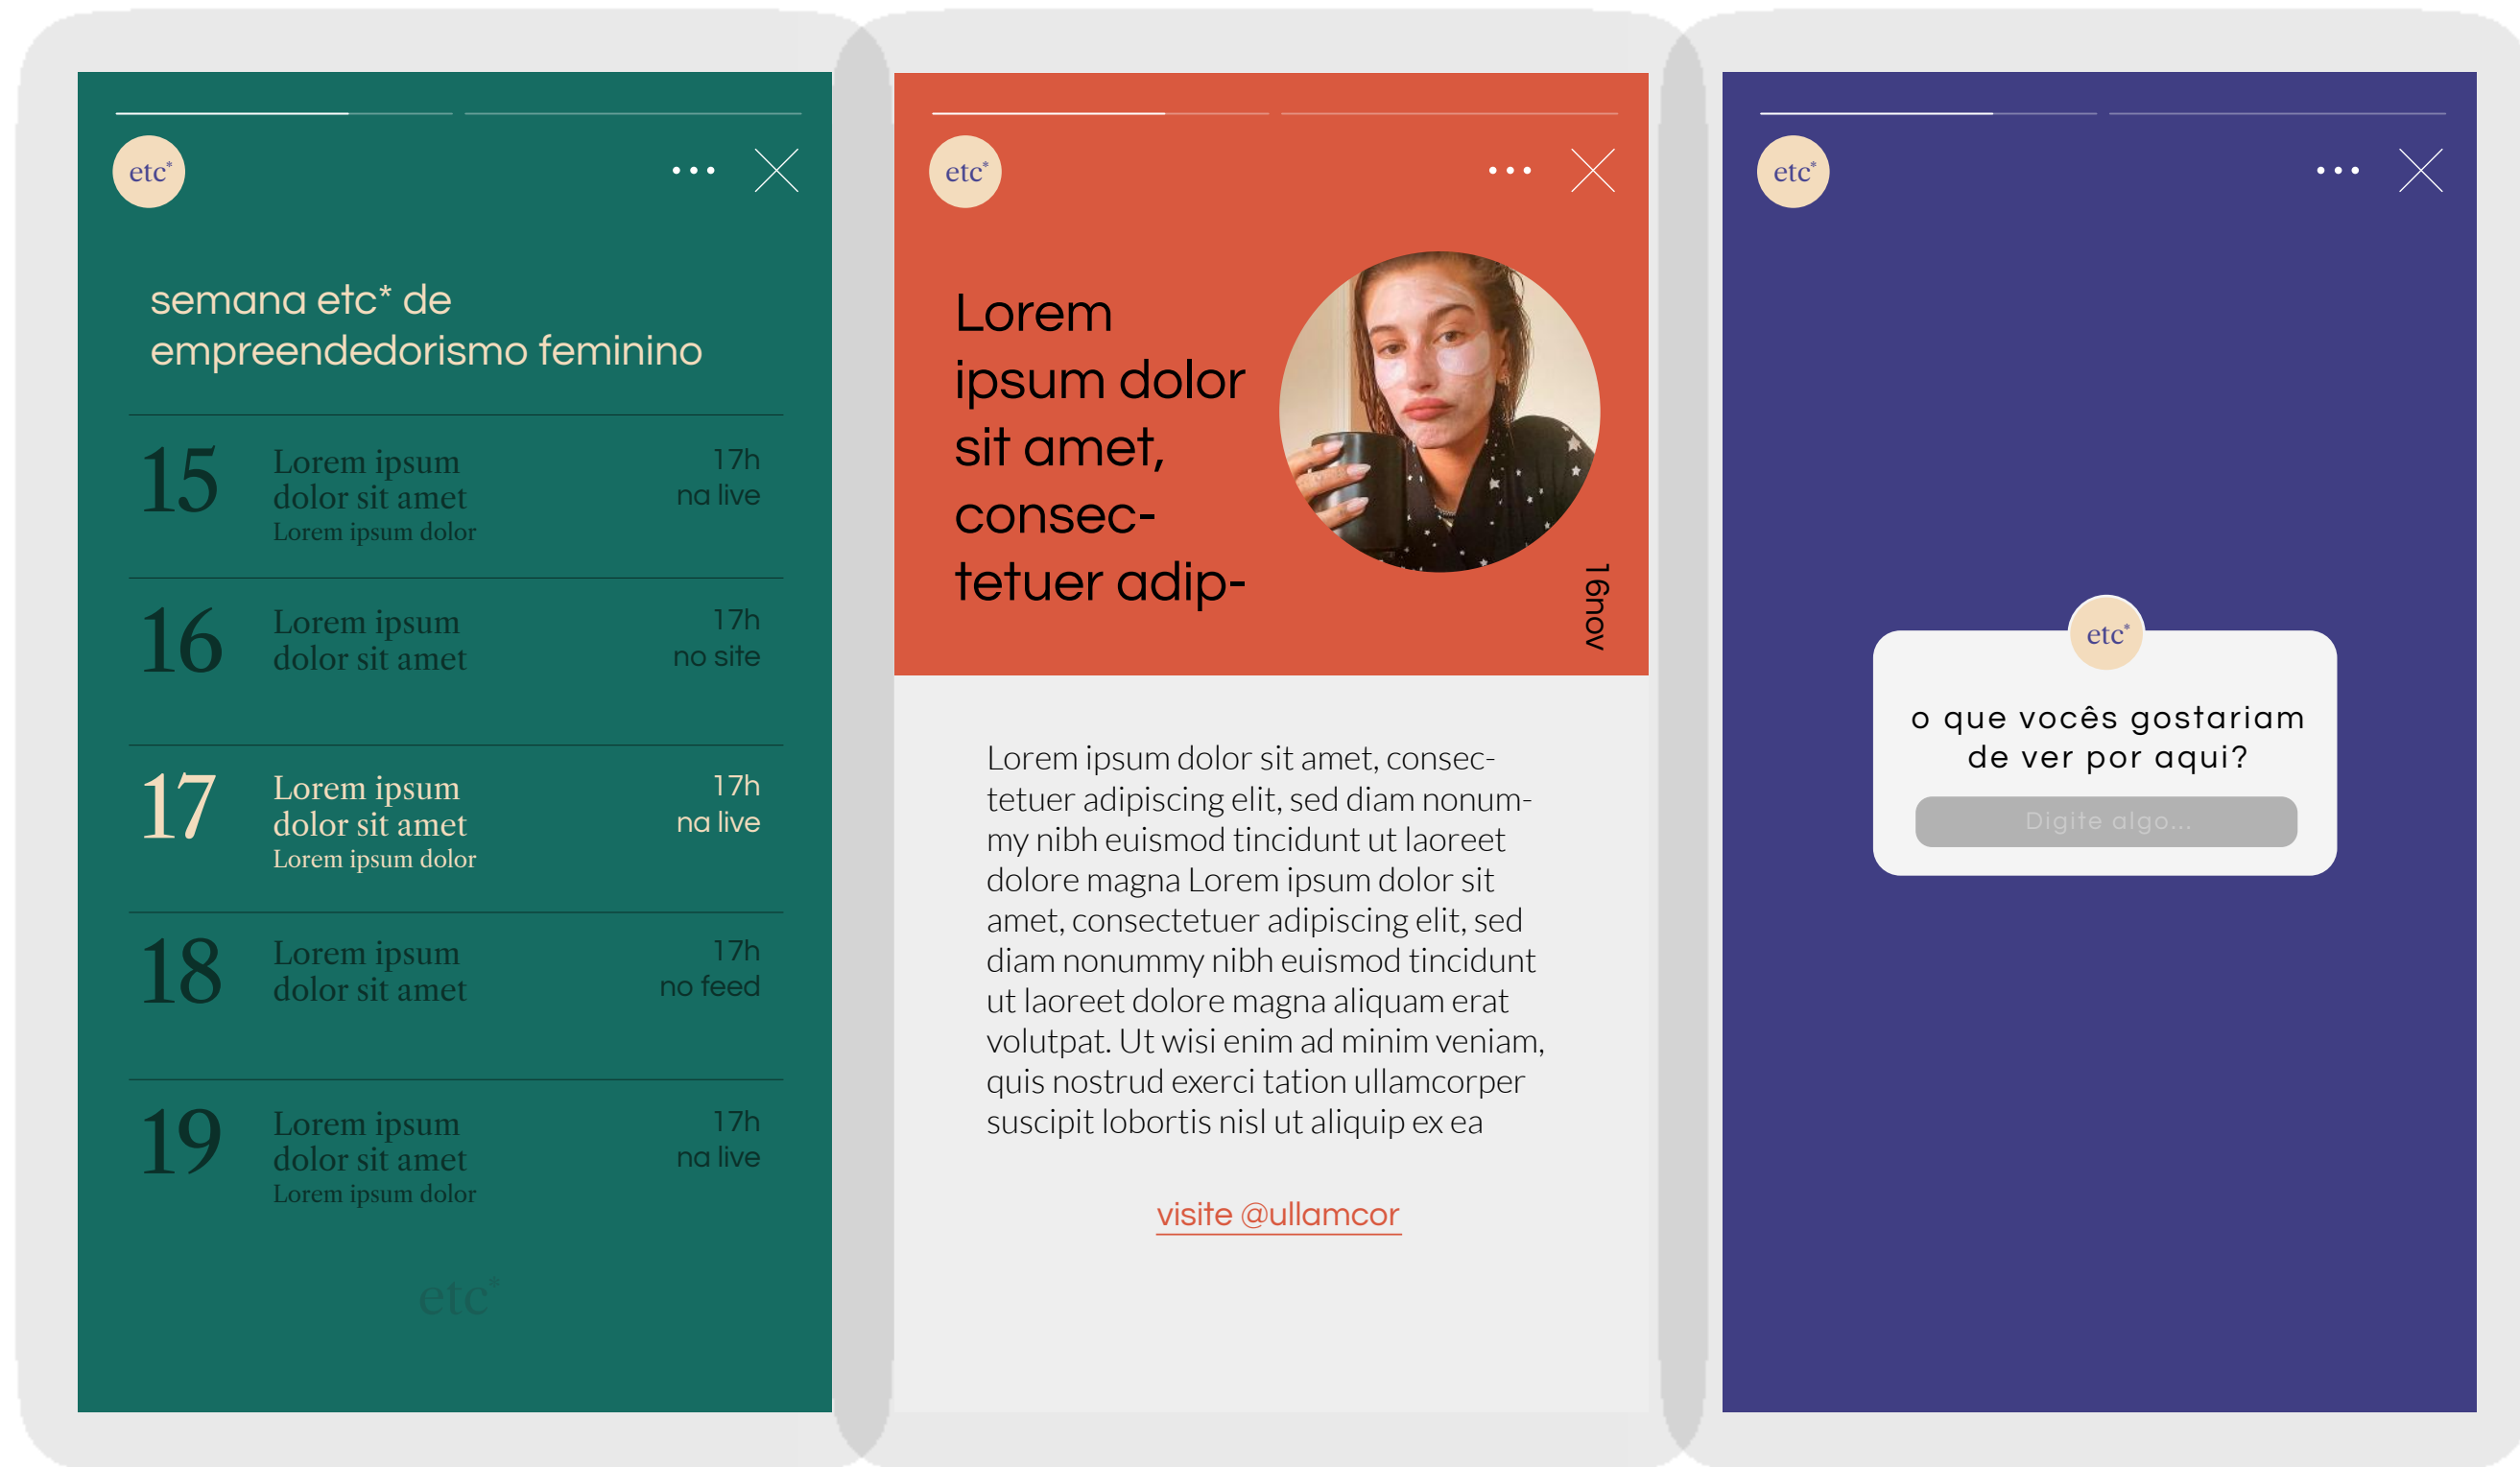 etc*
semana etc* de
empreendedorismo feminino
15
Lorem ipsum
dolor sit amet
Lorem ipsum dolor
17h
na live
16
Lorem ipsum
dolor sit amet
17h
no site
17
Lorem ipsum
dolor sit amet
Lorem ipsum dolor
17h
na live
18
Lorem ipsum
dolor sit amet
17h
no feed
19
Lorem ipsum
dolor sit amet
Lorem ipsum dolor
17h
na live
etc*
etc*
Lorem
ipsum dolor
sit amet,
consec-
tetuer adip-
16nov
Lorem ipsum dolor sit amet, consec-
tetuer adipiscing elit, sed diam nonum-
my nibh euismod tincidunt ut laoreet
dolore magna Lorem ipsum dolor sit
amet, consectetuer adipiscing elit, sed
diam nonummy nibh euismod tincidunt
ut laoreet dolore magna aliquam erat
volutpat. Ut wisi enim ad minim veniam,
quis nostrud exerci tation ullamcorper
suscipit lobortis nisl ut aliquip ex ea
visite @ullamcor
etc*
etc*
o que vocês gostariam
de ver por aqui?
Digite algo...